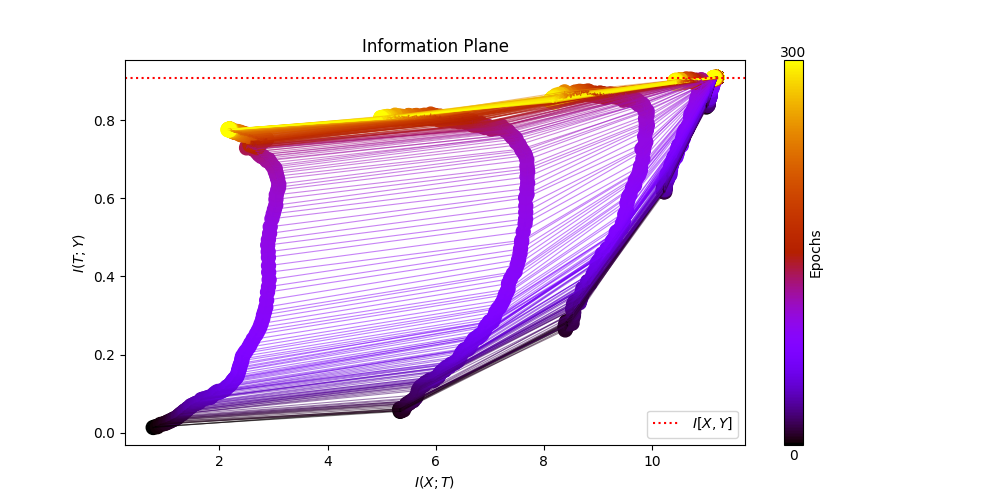 Information Plane
300
0.8
0.6
0.4
0.2
0.0
I(T; Y)
2
4
6
8
10
I(X; T)
I[X, Y]
Epochs
0